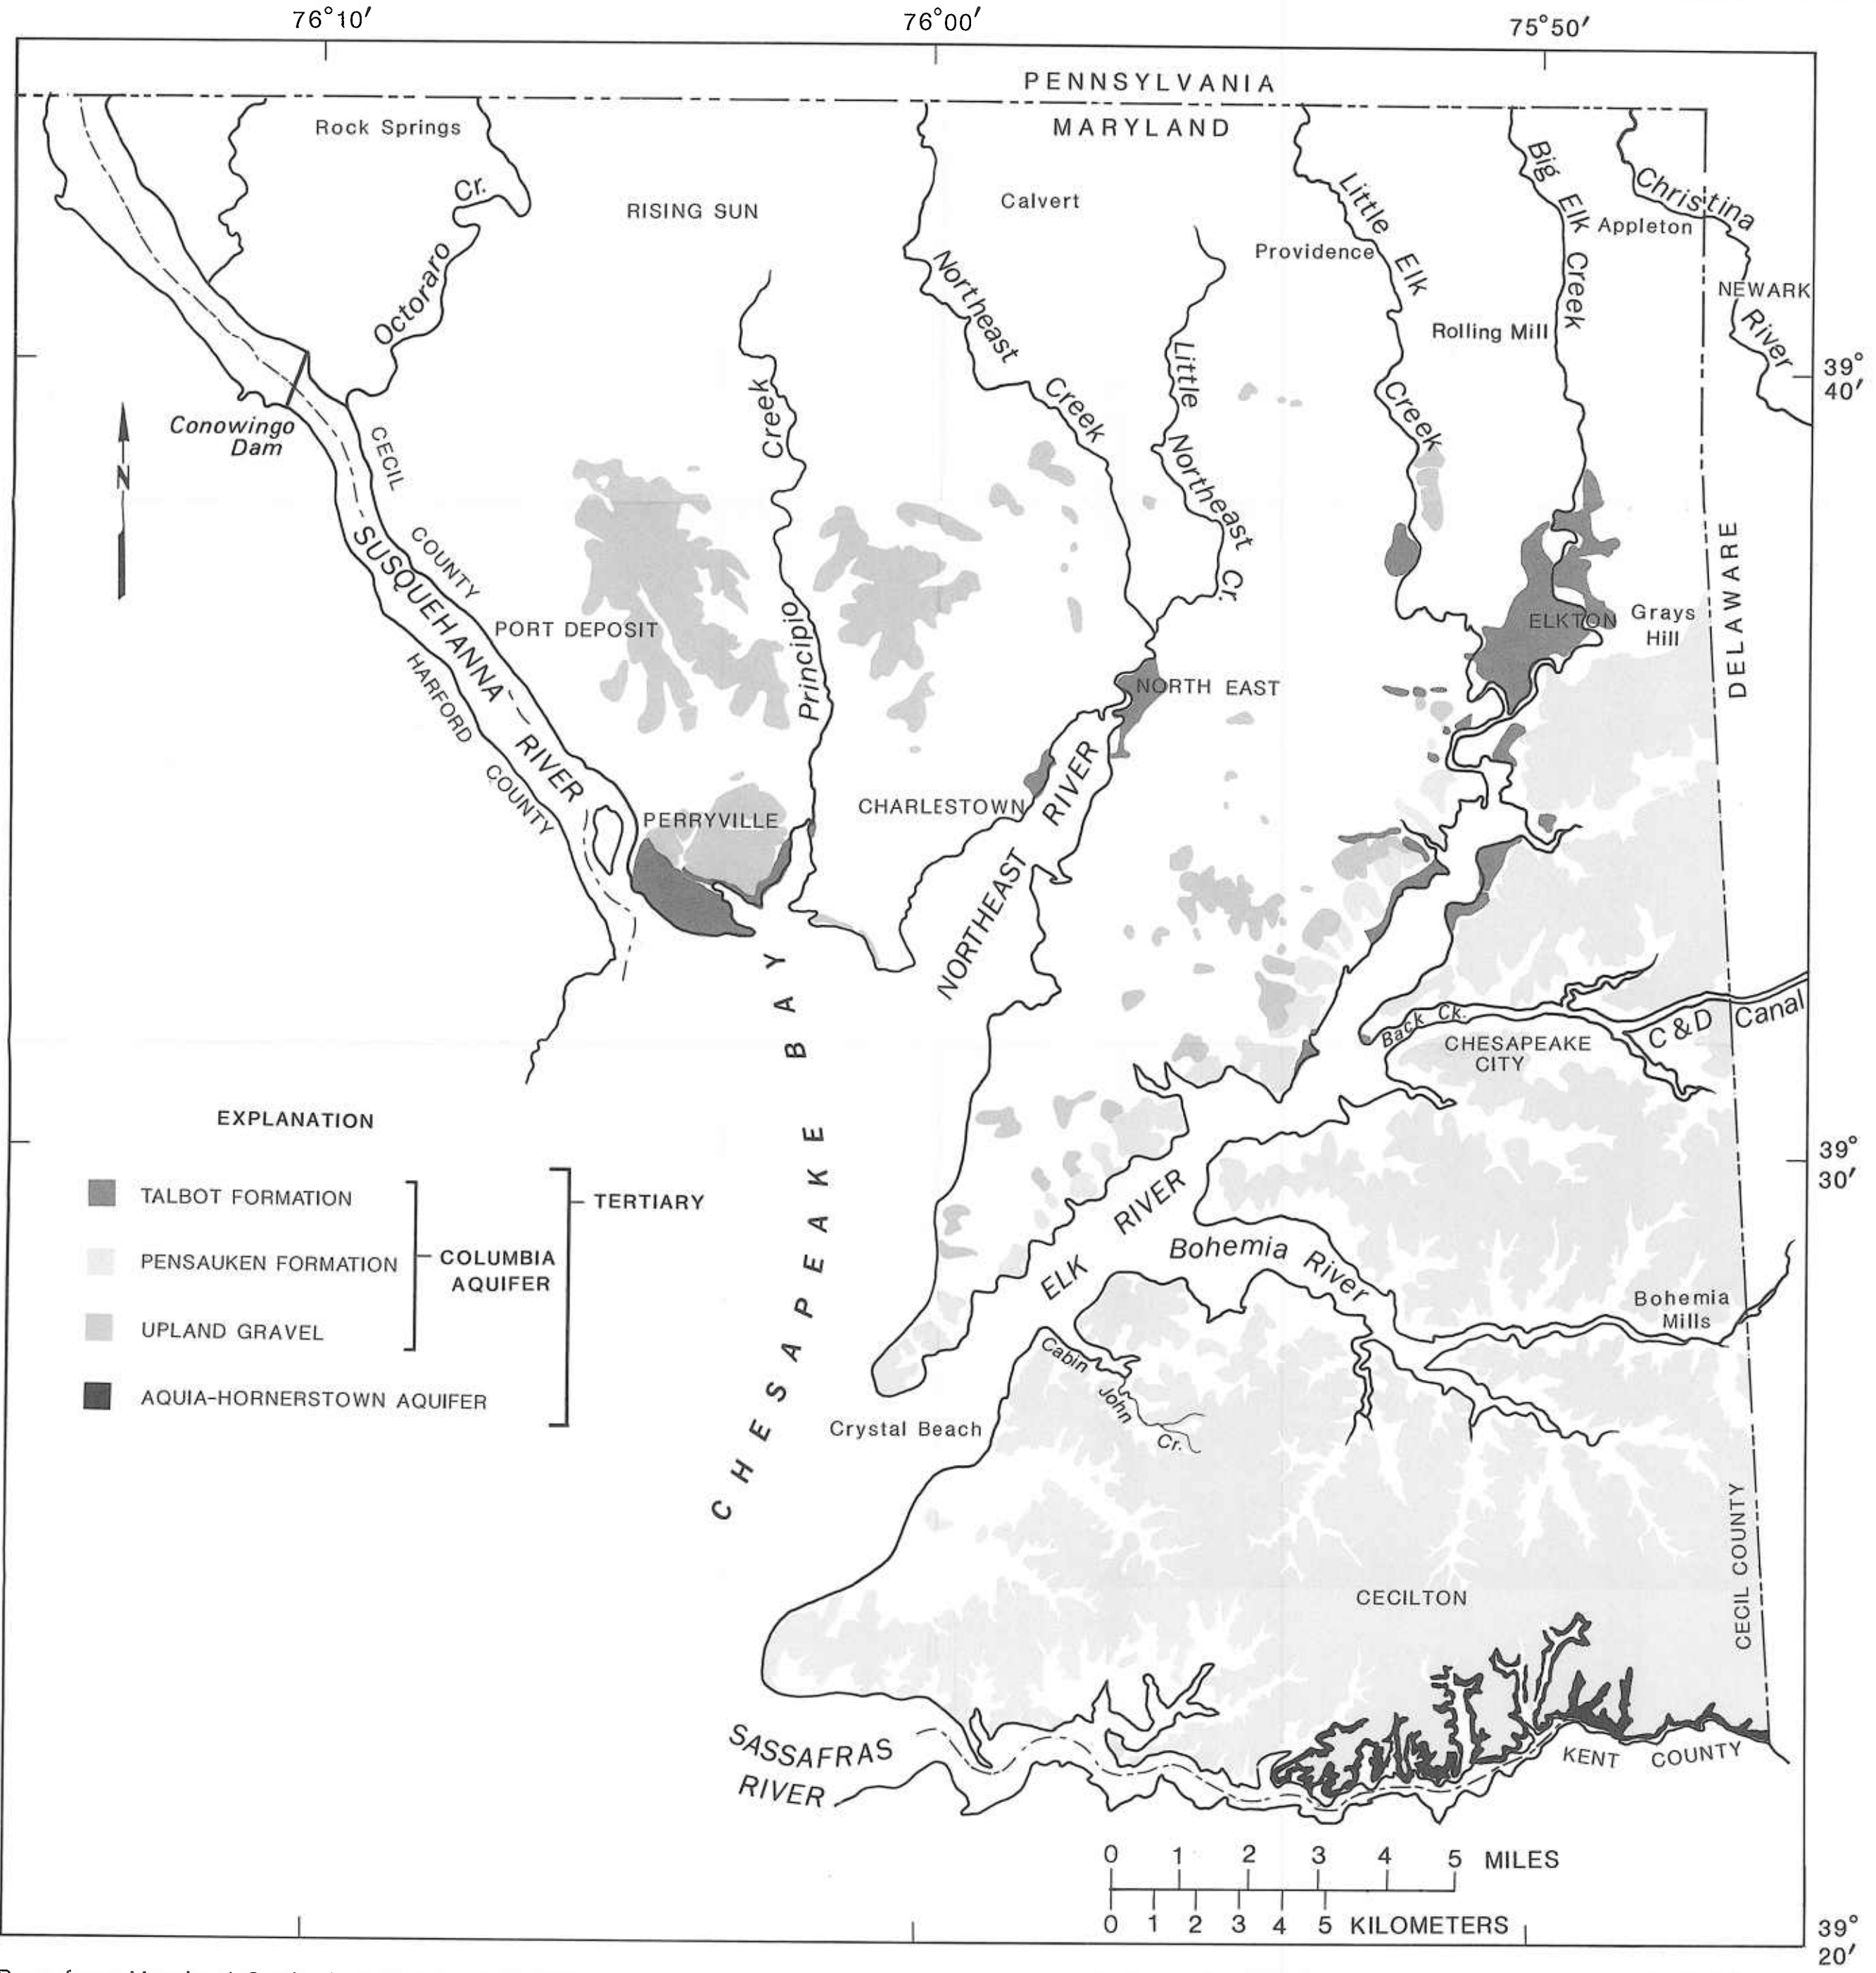 76°10′
76°00′
75°50′
PENNSYLVANIA
MARYLAND
Rock Springs
Octoraro Cr.
RISING SUN
Calvert
Northeast Creek
Little Northeast Cr.
Little Elk Creek
Big Elk Creek
Christina River
Appleton
Providence
NEWARK
Rolling Mill
39°
40′
Conowingo
Dam
N
CECIL COUNTY
SUSQUEHANNA RIVER
HARFORD COUNTY
PORT DEPOSIT
Principio Creek
ELKTON
Grays
Hill
DELAWARE
NORTH EAST
PERRYVILLE
CHARLESTOWN
NORTHEAST RIVER
CHESAPEAKE BAY
Back Ck.
C & D Canal
CHESAPEAKE
CITY
39°
30′
ELK RIVER
Bohemia River
Bohemia
Mills
Cabin John Cr.
Crystal Beach
CECILTON
CECIL COUNTY
SASSAFRAS
RIVER
KENT COUNTY
EXPLANATION
TALBOT FORMATION
PENSAUKEN FORMATION
UPLAND GRAVEL
COLUMBIA
AQUIFER
AQUIA-HORNERSTOWN AQUIFER
TERTIARY
0 1 2 3 4 5 MILES
0 1 2 3 4 5 KILOMETERS
39°
20′